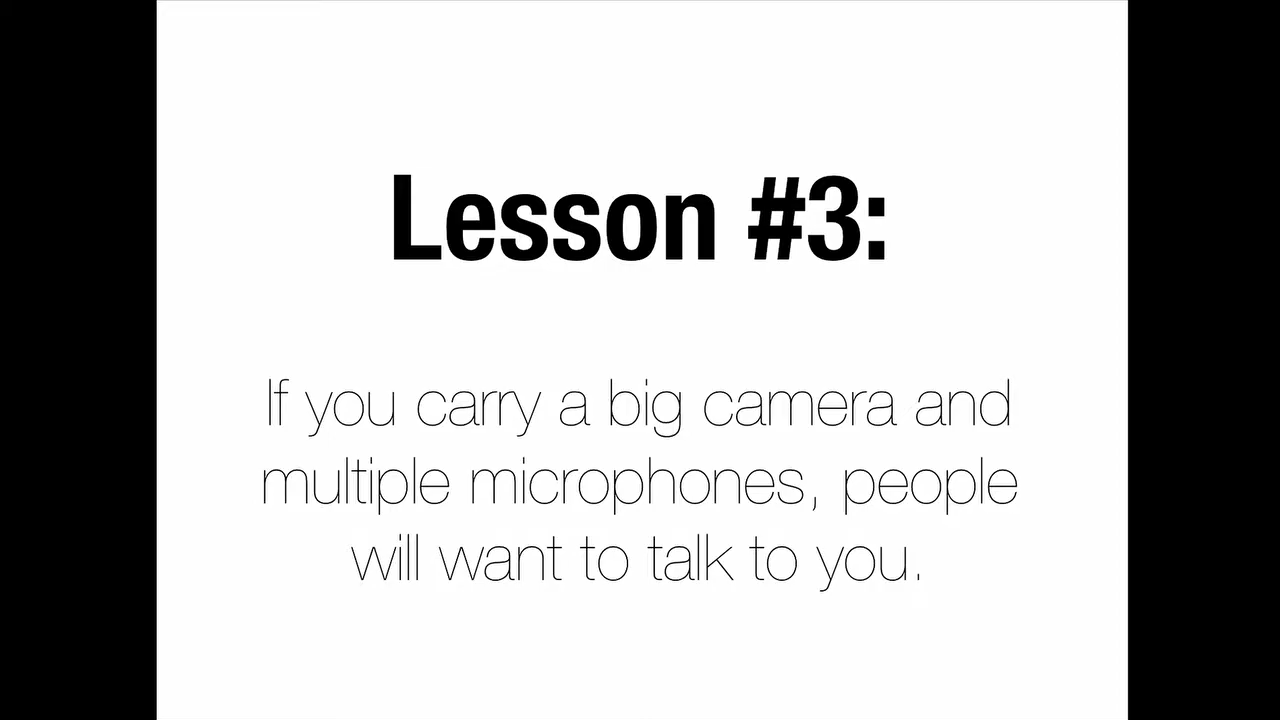 Lesson #3:
If you carry a big camera and
multiple microphones, people
will want to talk to you.